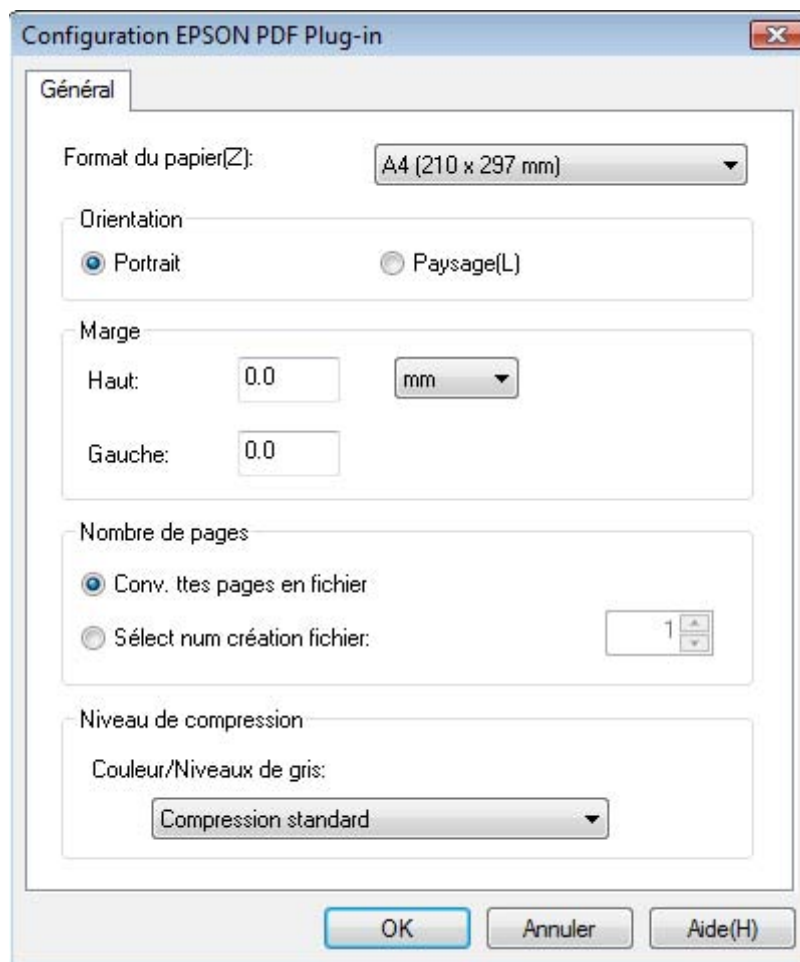 Configuration EPSON PDF Plug-in
Général
Format du papier(Z): A4 (210 x 297 mm)
Orientation
Portrait Paysage(L)
Marge
Haut: 0.0 mm
Gauche: 0.0
Nombre de pages
Conv. ttes pages en fichier
Sélect num création fichier: 1
Niveau de compression
Couleur/Niveaux de gris:
Compression standard
OK Annuler Aide(H)